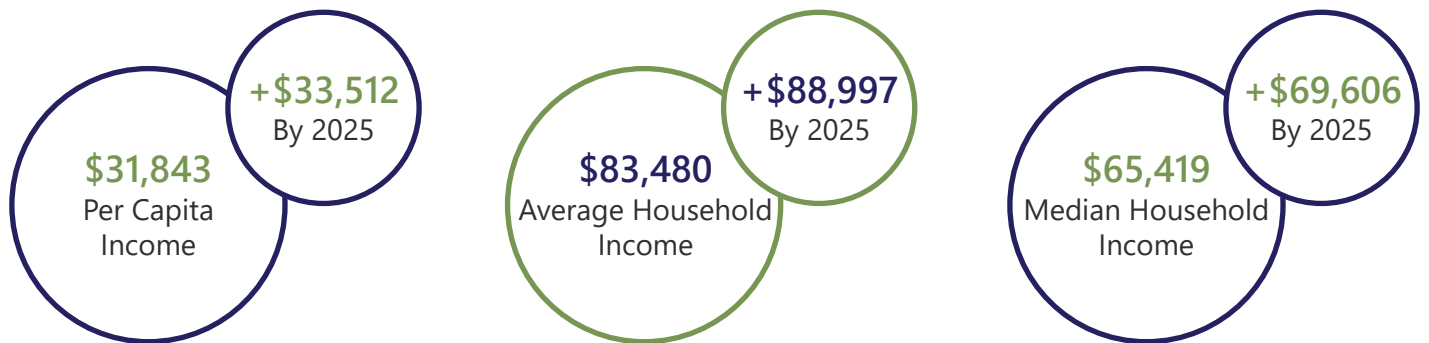 +$33,512
By 2025
$31,843
Per Capita
Income
+$88,997
By 2025
$83,480
Average Household
Income
+$69,606
By 2025
$65,419
Median Household
Income